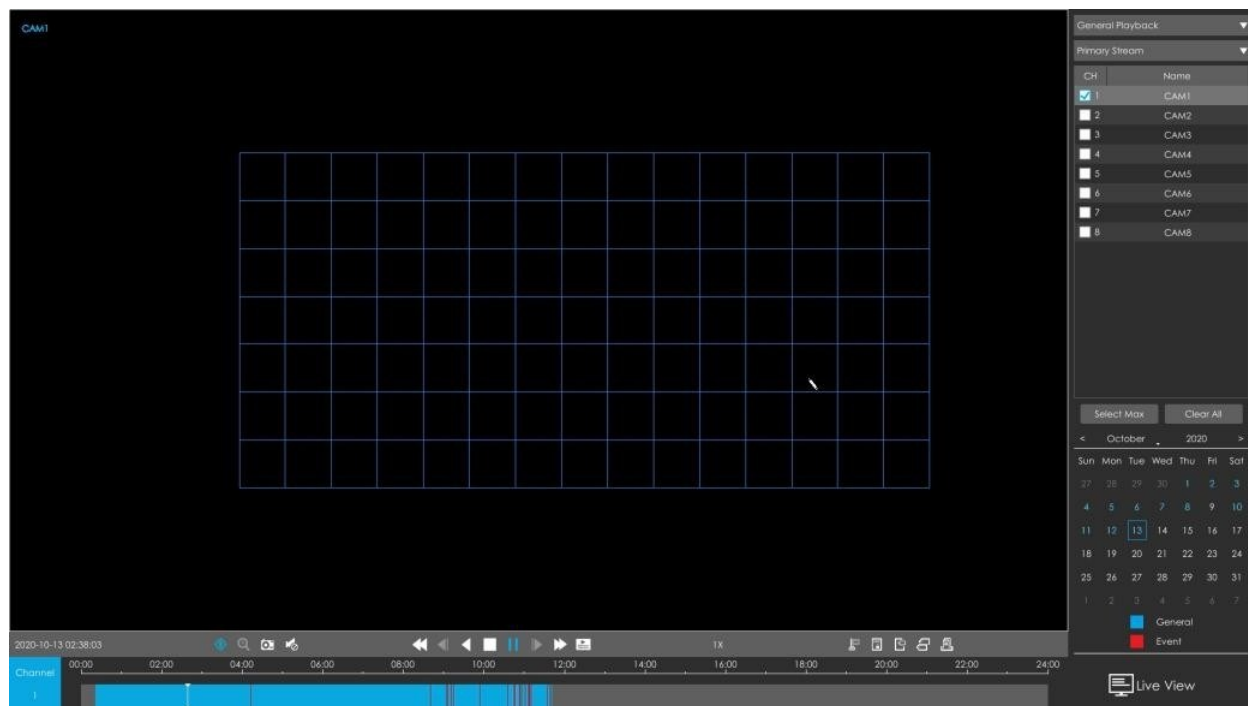 CAM1
General Playback
Primary Stream
CH Name
1 CAM1
2 CAM2
3 CAM3
4 CAM4
5 CAM5
6 CAM6
7 CAM7
8 CAM8
Select Max Clear All
< October 2020 >
Sun Mon Tue Wed Thu Fri Sat
27 28 29 30 1 2 3
4 5 6 7 8 9 10
11 12 13 14 15 16 17
18 19 20 21 22 23 24
25 26 27 28 29 30 31
1 2 3 4 5 6 7
General
Event
2020-10-13 02:38:03 1X
Channel 00:00 02:00 04:00 06:00 08:00 10:00 12:00 14:00 16:00 18:00 20:00 22:00 24:00
1
Live View